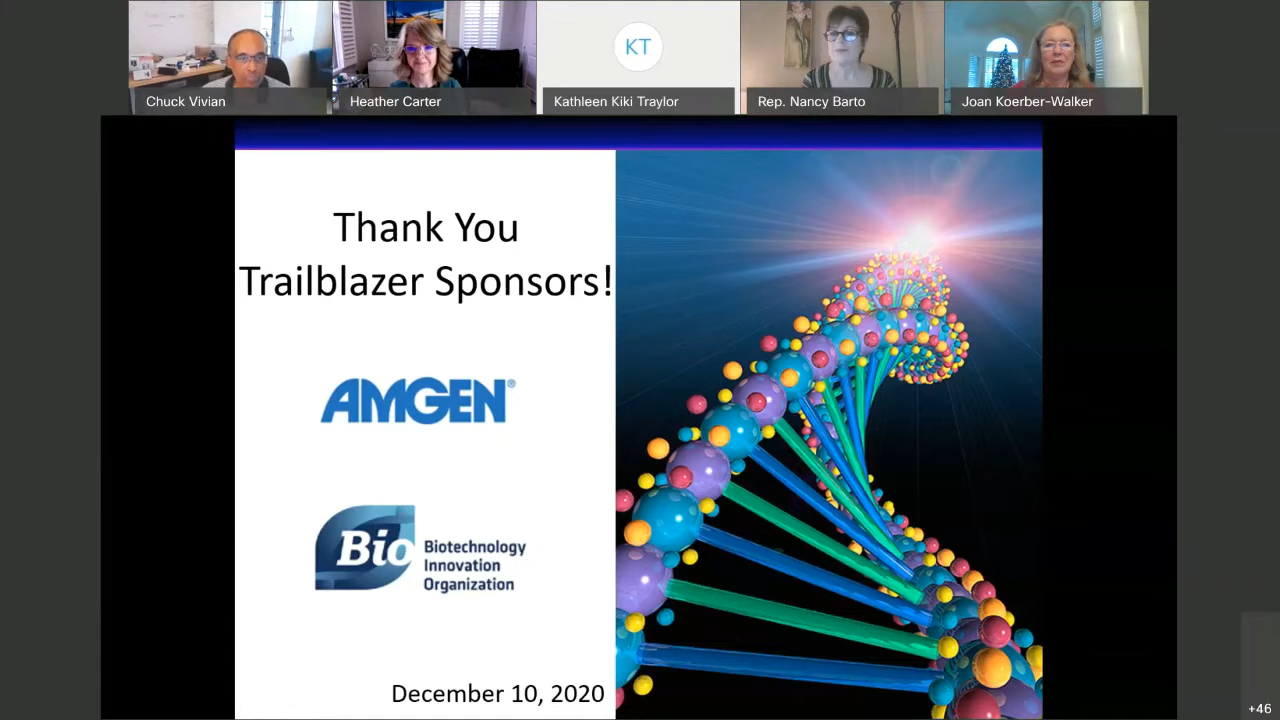 Chuck Vivian
Heather Carter
KT
Kathleen Kiki Traylor
Rep. Nancy Barto
Joan Koerber-Walker
Thank You
Trailblazer Sponsors!
AMGEN®
Bio
Biotechnology
Innovation
Organization
December 10, 2020
+46